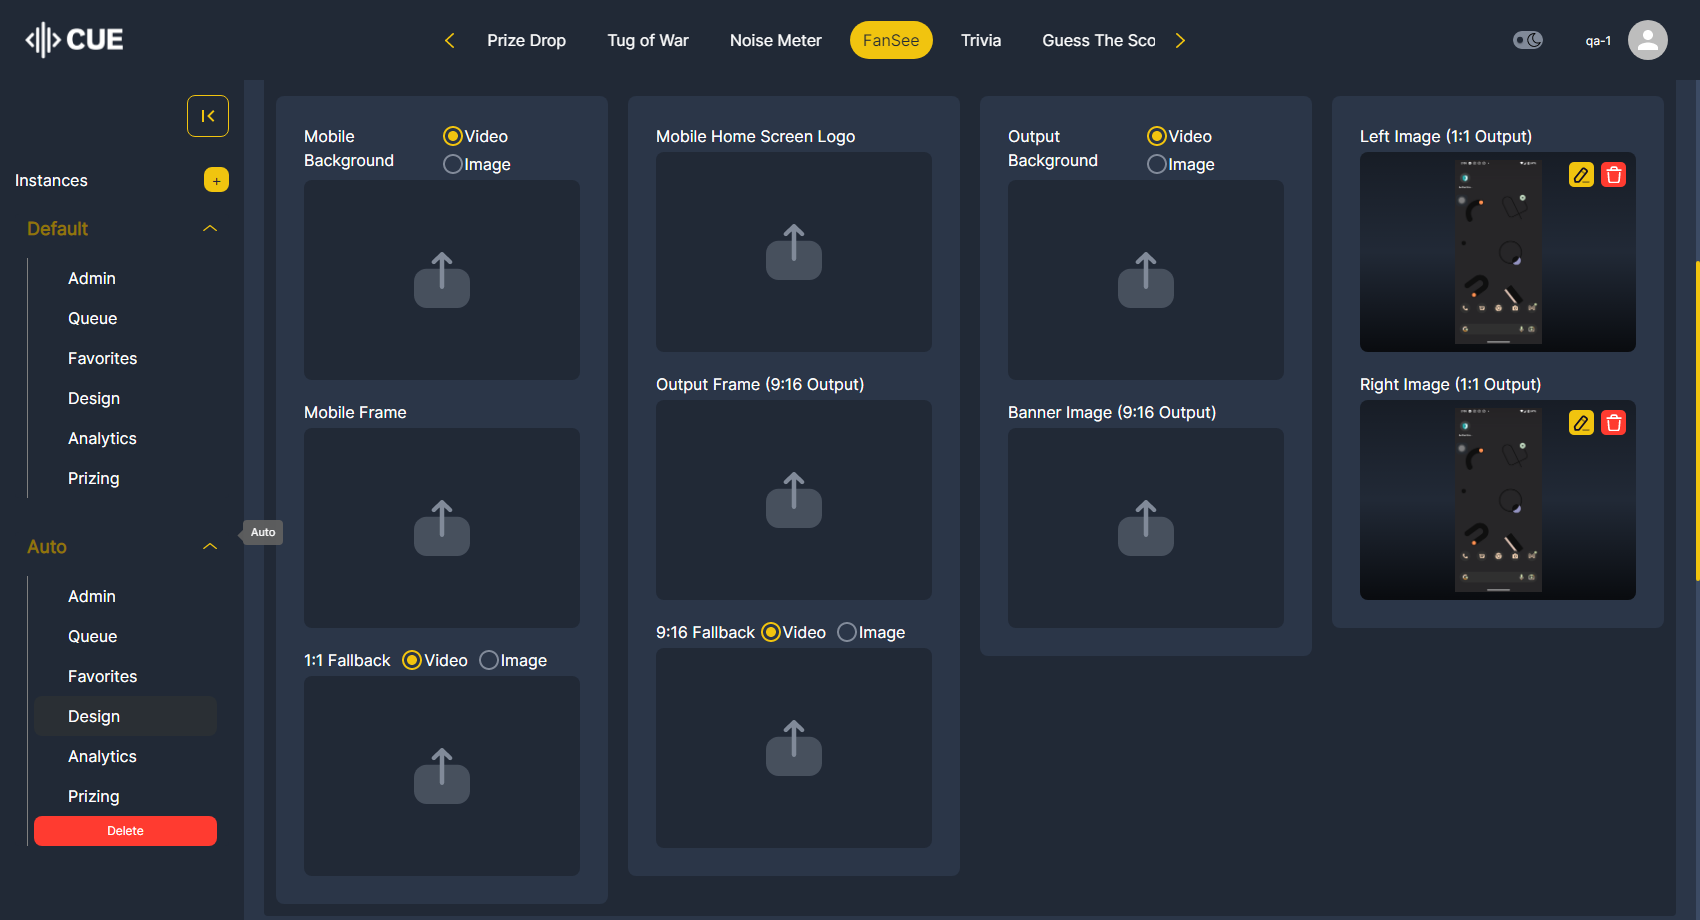 CUE
Prize Drop
Tug of War
Noise Meter
FanSee
Trivia
Guess The Sco
qa-1
Instances
+
Default
Admin
Queue
Favorites
Design
Analytics
Prizing
Auto
Auto
Admin
Queue
Favorites
Design
Analytics
Prizing
Delete
Mobile
Background
Video
Image
Mobile Frame
1:1 Fallback Video Image
Mobile Home Screen Logo
Output Frame (9:16 Output)
9:16 Fallback Video Image
Output
Background
Video
Image
Banner Image (9:16 Output)
Left Image (1:1 Output)
Right Image (1:1 Output)